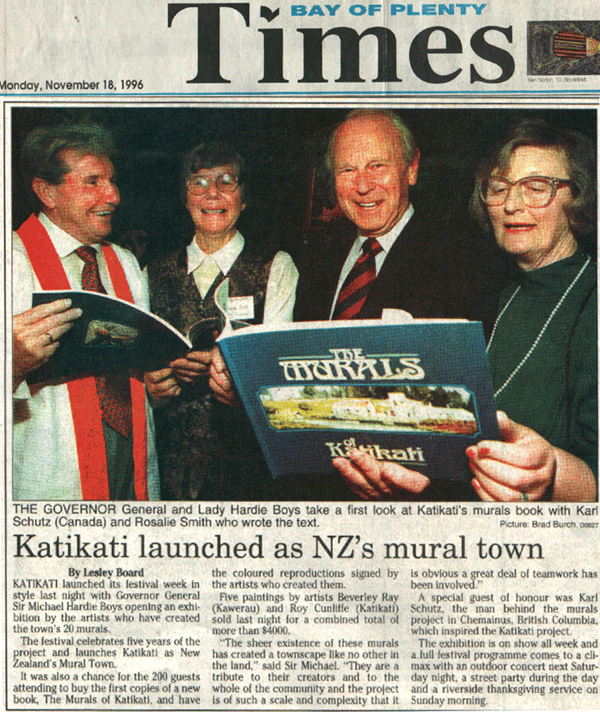 BAY OF PLENTY
Times
Monday, November 18, 1996
THE MURALS
of
Katikati
THE GOVERNOR General and Lady Hardie Boys take a first look at Katikati's murals book with Karl
Schutz (Canada) and Rosalie Smith who wrote the text.
Picture: Brad Burch.
Katikati launched as NZ's mural town
By Lesley Board
KATIKATI launched its festival week in
style last night with Governor General
Sir Michael Hardie Boys opening an exhi-
bition by the artists who have created
the town's 20 murals.
The festival celebrates five years of the
project and launches Katikati as New
Zealand's Mural Town.
It was also a chance for the 200 guests
attending to buy the first copies of a new
book, The Murals of Katikati, and have
the coloured reproductions signed by
the artists who created them.
Five paintings by artists Beverley Ray
(Kawerau) and Roy Cunliffe (Katikati)
sold last night for a combined total of
more than $4000.
"The sheer existence of these murals
has created a townscape like no other in
the land," said Sir Michael. "They are a
tribute to their creators and to the
whole of the community and the project
is of such a scale and complexity that it
is obvious a great deal of teamwork has
been involved."
A special guest of honour was Karl
Schutz, the man behind the murals
project in Chemainus, British Columbia,
which inspired the Katikati project.
The exhibition is on show all week and
a full festival programme comes to a cli-
max with an outdoor concert next Satur-
day night, a street party during the day
and a riverside thanksgiving service on
Sunday morning.